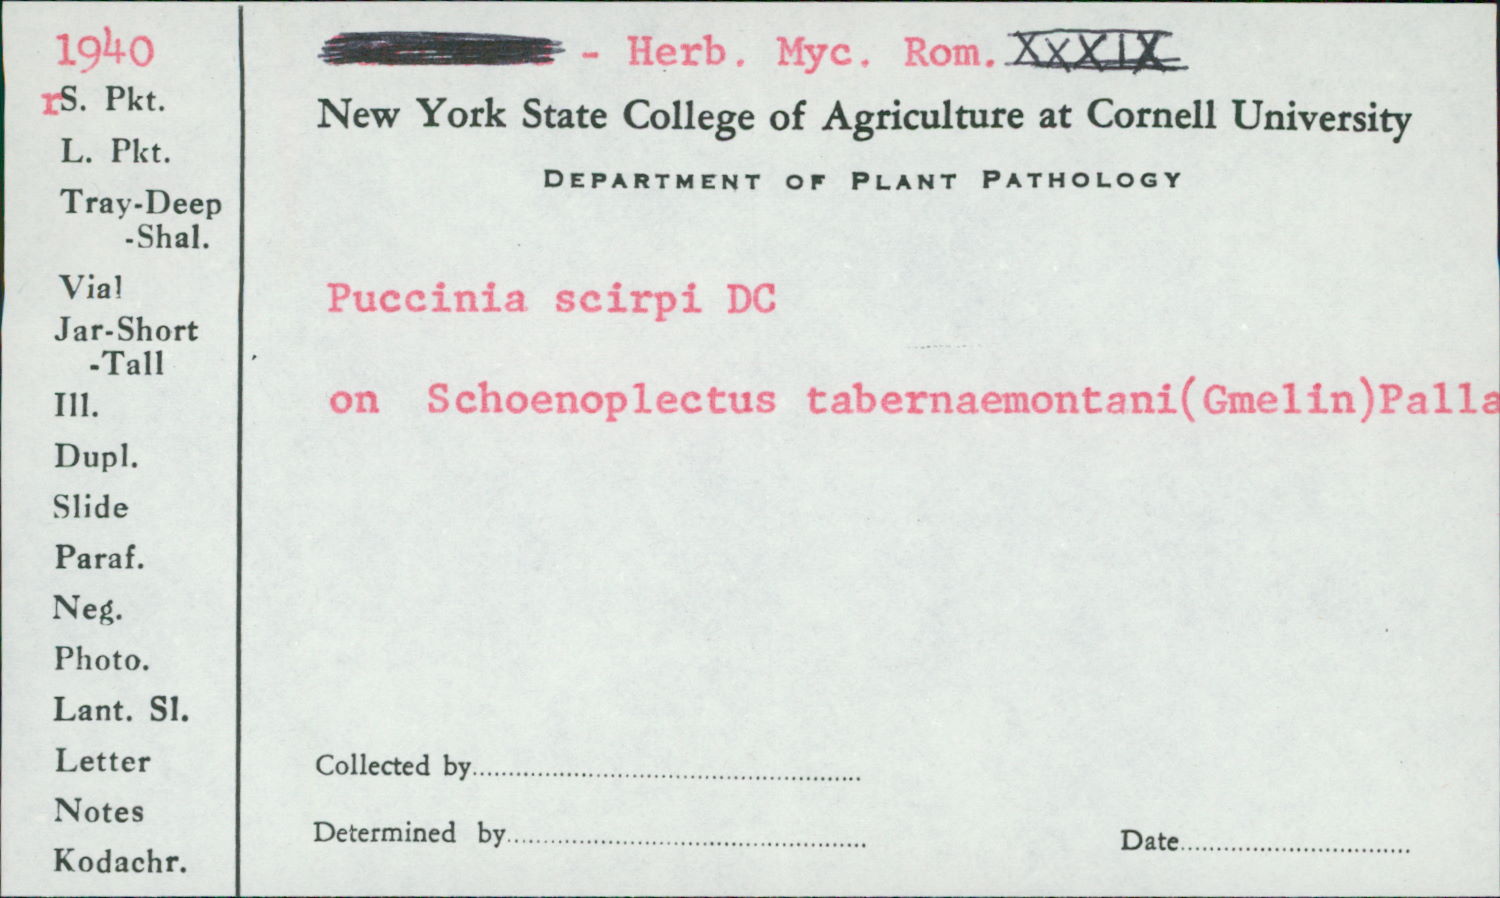 1940
- Herb. Myc. Rom. XXXIX
rS. Pkt.
New York State College of Agriculture at Cornell University
L. Pkt.
DEPARTMENT OF PLANT PATHOLOGY
Tray-Deep
-Shal.
Vial
Puccinia scirpi DC
Jar-Short
-Tall
Ill.
on Schoenoplectus tabernaemontani(Gmelin)Palla
Dupl.
Slide
Paraf.
Neg.
Photo.
Lant. Sl.
Letter
Collected by
Notes
Determined by
Date
Kodachr.